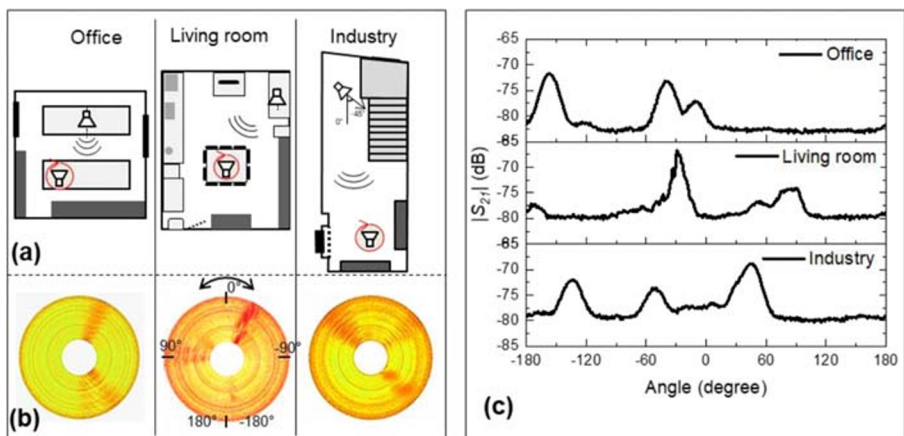 Office
Living room
Industry
(a)
0°
90°
-90°
180°
-180°
(b)
-65
-70
-75
-80
-85
Office
-70
-75
-80
-85
Living room
-70
-75
-80
-85
Industry
|S21| (dB)
-180
-120
-60
0
60
120
180
Angle (degree)
(c)